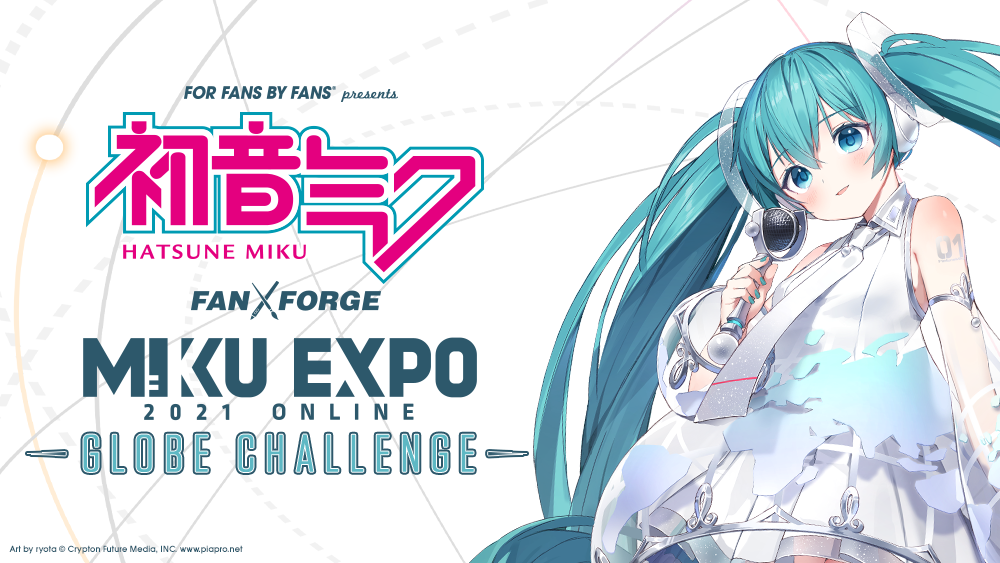 FOR FANS BY FANS® presents
初音ミク
HATSUNE MIKU
FAN FORGE
MIKU EXPO
2021 ONLINE
GLOBE CHALLENGE
01
Art by ryota © Crypton Future Media, INC. www.piapro.net